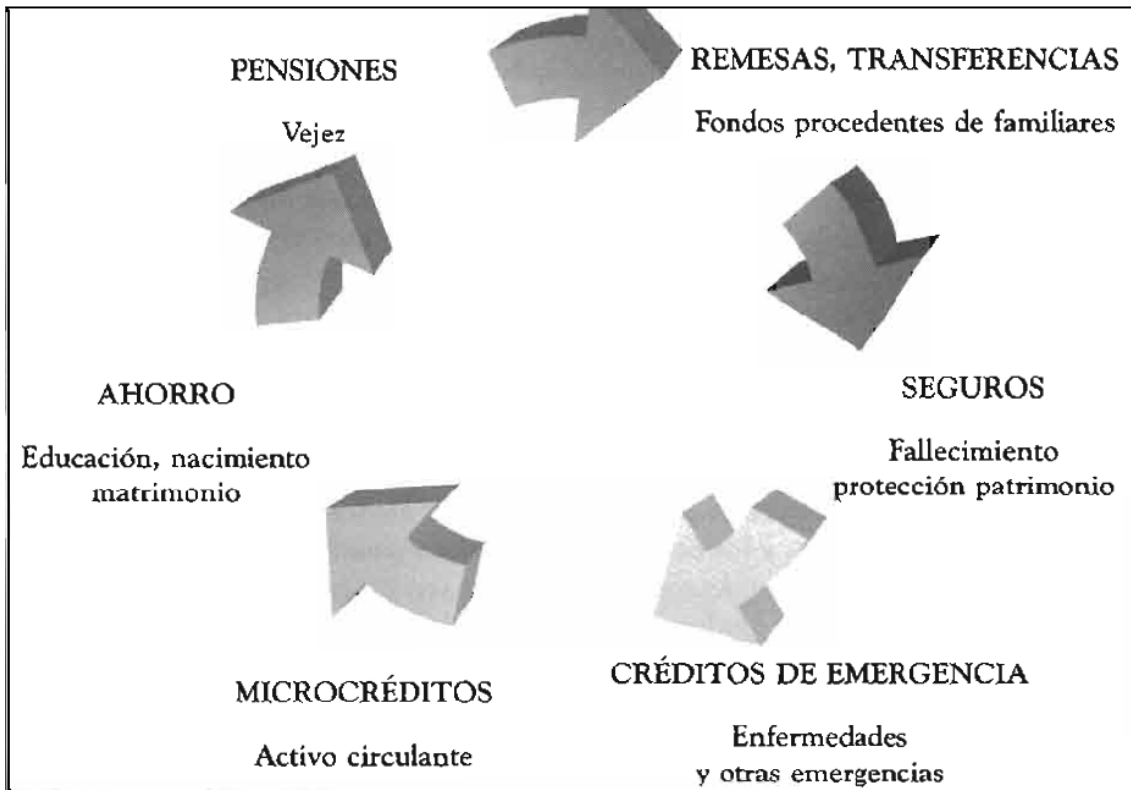 PENSIONES
Vejez
REMESAS, TRANSFERENCIAS
Fondos procedentes de familiares
SEGUROS
Fallecimiento
protección patrimonio
CRÉDITOS DE EMERGENCIA
Enfermedades
y otras emergencias
MICROCRÉDITOS
Activo circulante
AHORRO
Educación, nacimiento
matrimonio